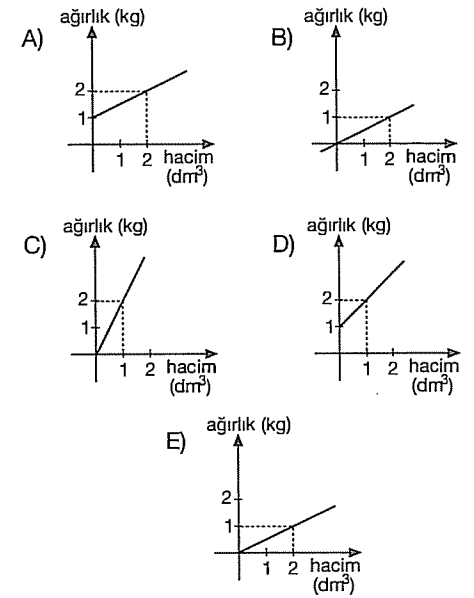 A)
ağırlık (kg)
2
1
1 2 hacim
(dm³)
B)
ağırlık (kg)
2
1
1 2 hacim
(dm³)
C)
ağırlık (kg)
2
1
1 2 hacim
(dm³)
D)
ağırlık (kg)
2
1
1 2 hacim
(dm³)
E)
ağırlık (kg)
2
1
1 2 hacim
(dm³)